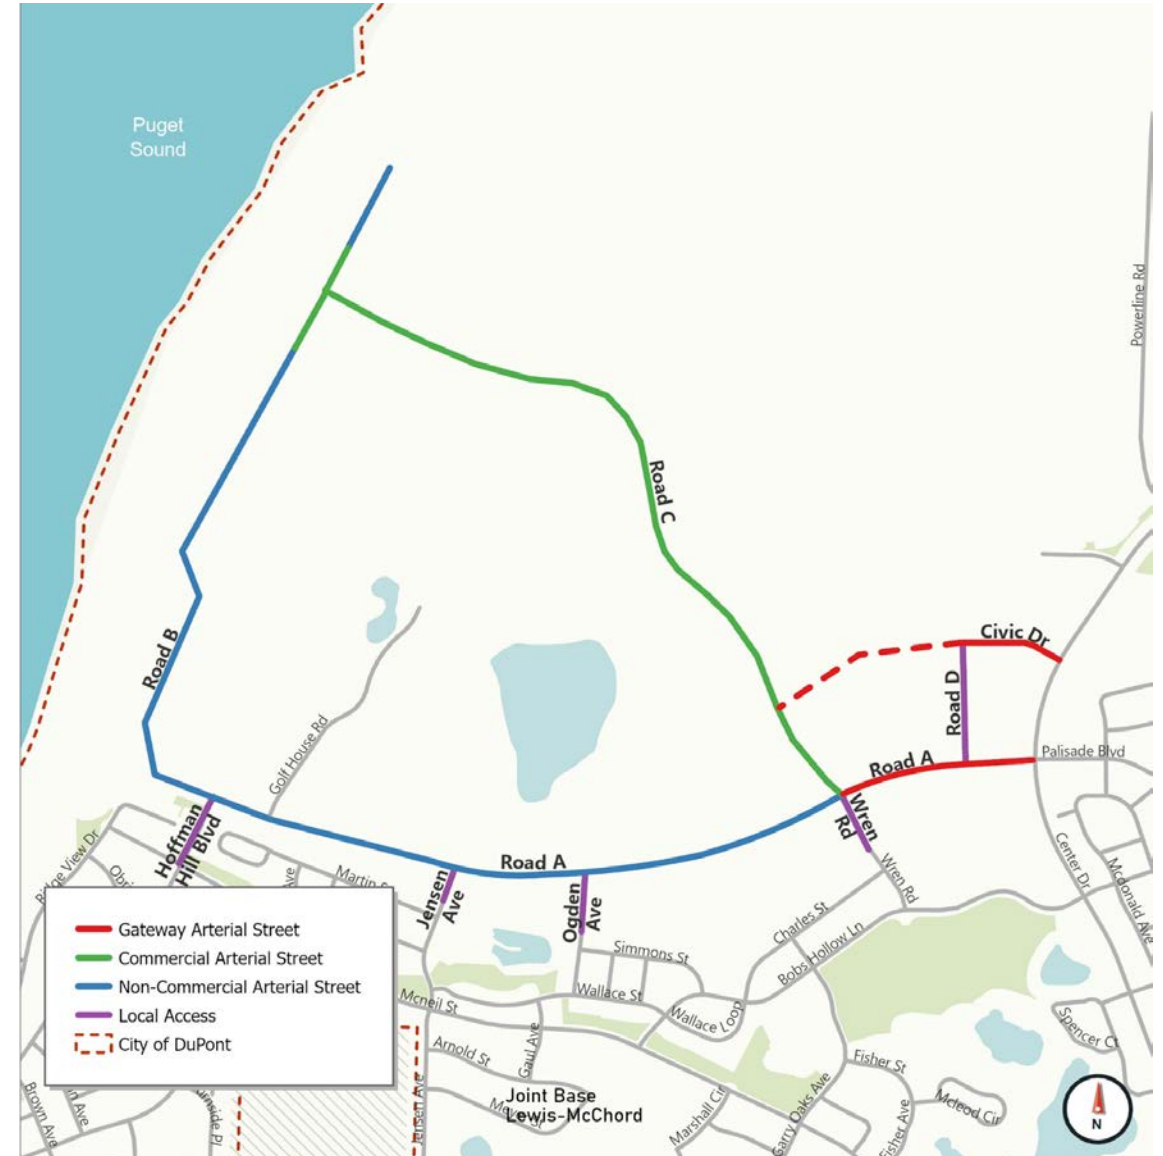 Puget
Sound
Powerline Rd
Road C
Road B
Civic Dr
Road D
Road A
Palisade Blvd
Golf House Rd
Wren
Rd
Hoffman
Hill Blvd
Road A
Ridge View Dr
Ave
Jensen
Ave
Ogden
Ave
Wren Rd
Center Dr
Mcdonald Ave
Charles St
Simmons St
Bobs Hollow Ln
Wallace St
Mcneil St
Wallace Loop
Spencer Ct
Gateway Arterial Street
Commercial Arterial Street
Non-Commercial Arterial Street
Local Access
City of DuPont
Arnold St
Gaul Ave
Fisher St
Jensen Ave
Joint Base
Lewis-McChord
Marshall Cir
Garry Oaks Ave
Fisher Ave
Mcleod Cir
Brown Ave
N